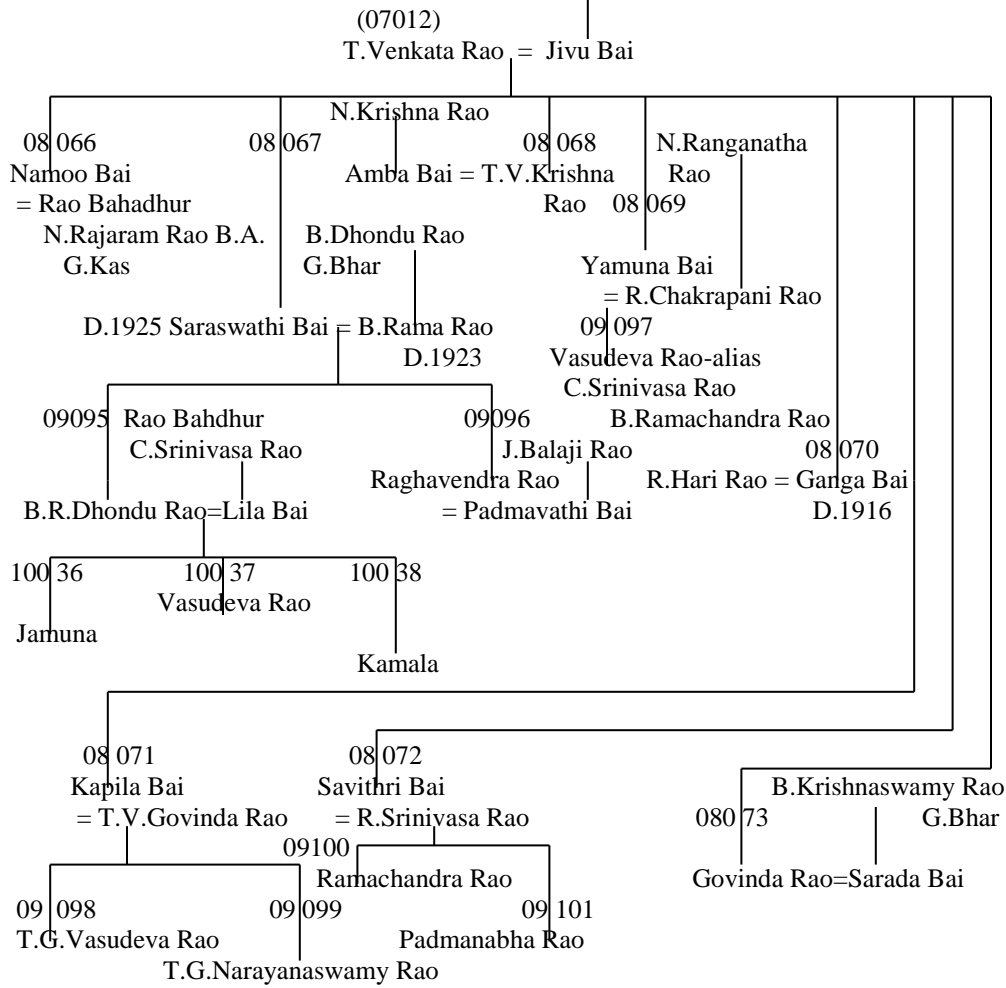 (07012)
T.Venkata Rao = Jivu Bai
N.Krishna Rao
08 066 08 067 08 068 N.Ranganatha
Namoo Bai Amba Bai = T.V.Krishna Rao
= Rao Bahadhur Rao 08 069
N.Rajaram Rao B.A. B.Dhondu Rao
G.Kas G.Bhar Yamuna Bai
= R.Chakrapani Rao
D.1925 Saraswathi Bai = B.Rama Rao 09 097
D.1923 Vasudeva Rao-alias
C.Srinivasa Rao
09095 Rao Bahdhur 09096 B.Ramachandra Rao
C.Srinivasa Rao J.Balaji Rao 08 070
Raghavendra Rao R.Hari Rao = Ganga Bai
B.R.Dhondu Rao=Lila Bai = Padmavathi Bai D.1916
100 36 100 37 100 38
Vasudeva Rao
Jamuna
Kamala
08 071 08 072
Kapila Bai Savithri Bai B.Krishnaswamy Rao
= T.V.Govinda Rao = R.Srinivasa Rao 080 73 G.Bhar
09100
Ramachandra Rao Govinda Rao=Sarada Bai
09 098 09 099 09 101
T.G.Vasudeva Rao Padmanabha Rao
T.G.Narayanaswamy Rao